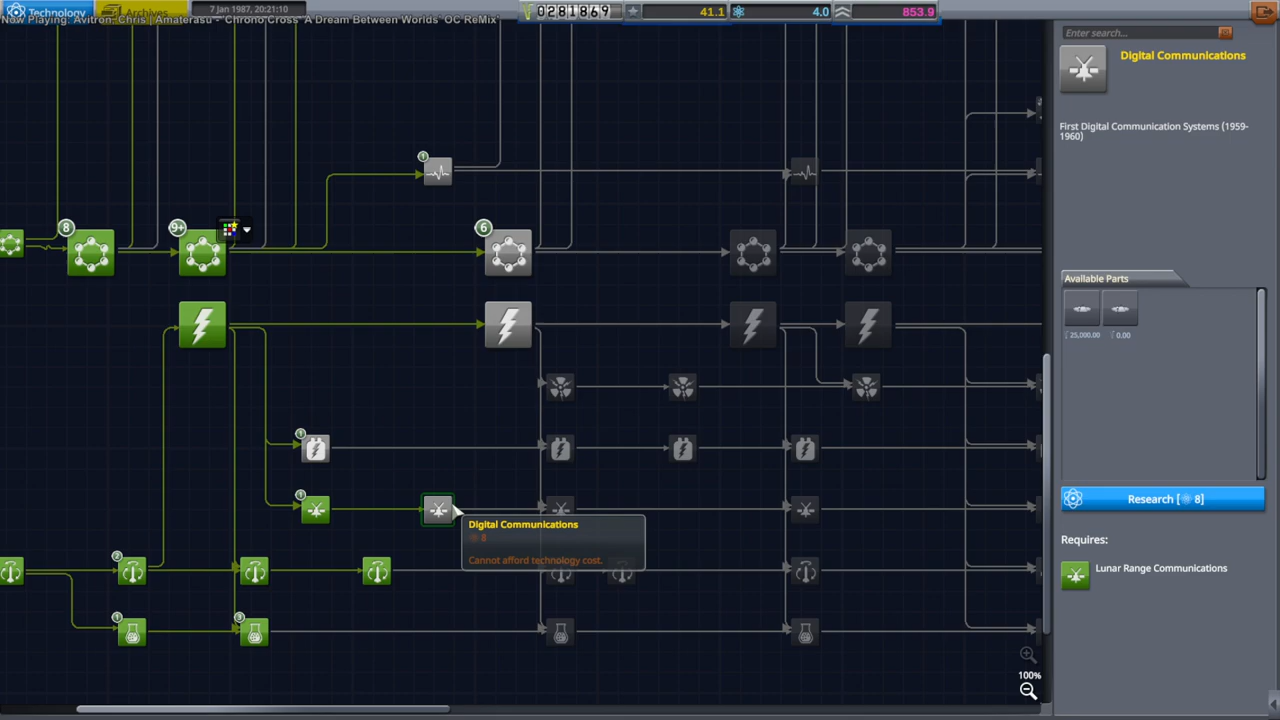 Technology
Archives
7 Jan 1987, 20:21:10
0281869
41.1
4.0
853.9
Now Playing: Avitron, Chris | Amaterasu - Chrono Cross 'A Dream Between Worlds' OC ReMix
Enter search...
Digital Communications
First Digital Communication Systems (1959-
1960)
1
8
9+
6
Available Parts
25,000.00
0.00
1
1
Research [8]
Digital Communications
8
Cannot afford technology cost.
Requires:
Lunar Range Communications
2
1
3
100%